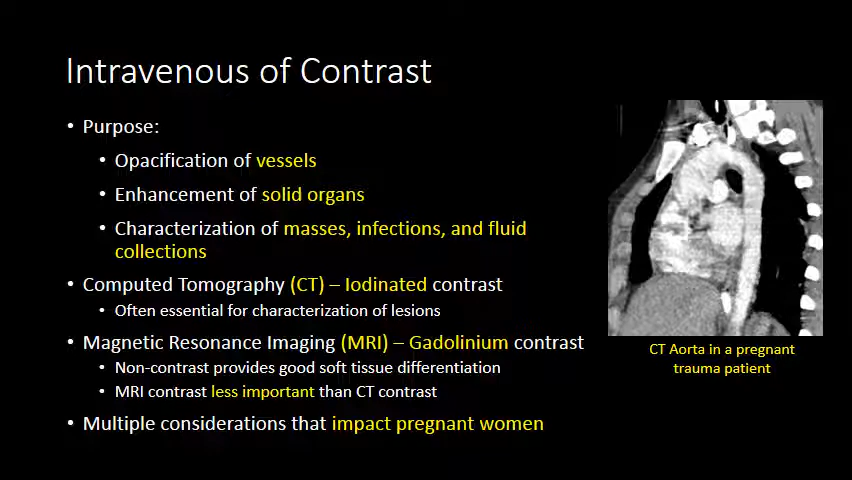 Intravenous of Contrast
• Purpose:
• Opacification of vessels
• Enhancement of solid organs
• Characterization of masses, infections, and fluid
collections
• Computed Tomography (CT) – Iodinated contrast
• Often essential for characterization of lesions
• Magnetic Resonance Imaging (MRI) – Gadolinium contrast
• Non-contrast provides good soft tissue differentiation
• MRI contrast less important than CT contrast
• Multiple considerations that impact pregnant women
CT Aorta in a pregnant
trauma patient